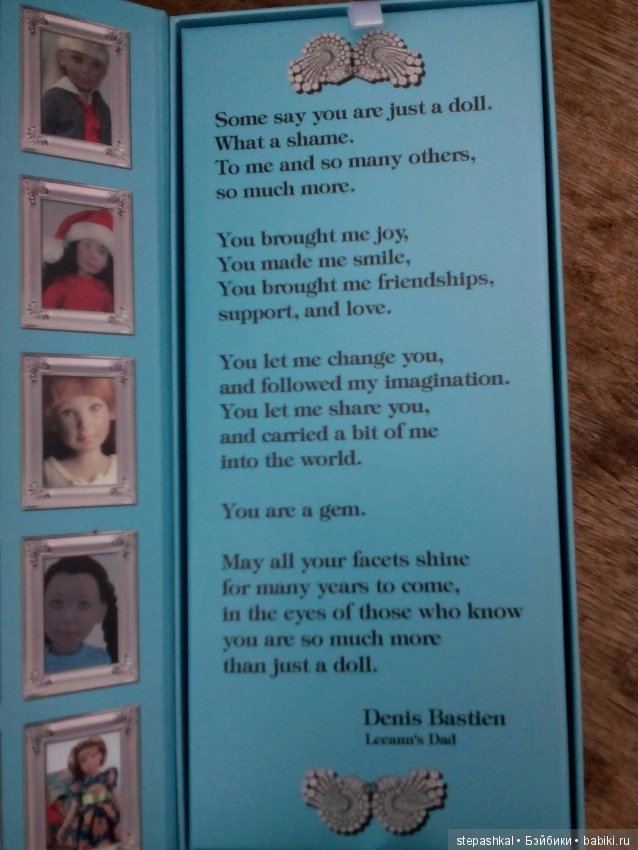 Some say you are just a doll.
What a shame.
To me and so many others,
so much more.
You brought me joy,
You made me smile,
You brought me friendships,
support, and love.
You let me change you,
and followed my imagination.
You let me share you,
and carried a bit of me
into the world.
You are a gem.
May all your facets shine
for many years to come,
in the eyes of those who know
you are so much more
than just a doll.
Denis Bastien
Leeann's Dad
stepashkal • Бэйбики • babiki.ru